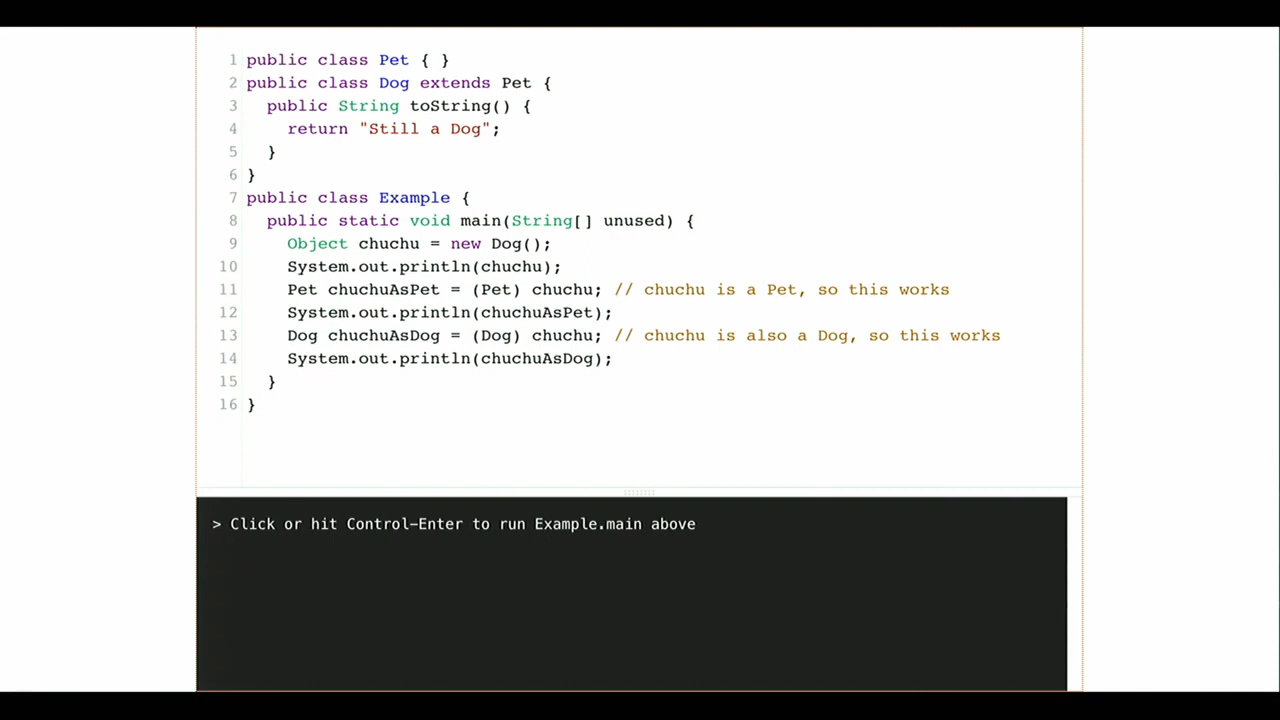 1 public class Pet { }
2 public class Dog extends Pet {
3   public String toString() {
4     return "Still a Dog";
5   }
6 }
7 public class Example {
8   public static void main(String[] unused) {
9     Object chuchu = new Dog();
10     System.out.println(chuchu);
11     Pet chuchuAsPet = (Pet) chuchu; // chuchu is a Pet, so this works
12     System.out.println(chuchuAsPet);
13     Dog chuchuAsDog = (Dog) chuchu; // chuchu is also a Dog, so this works
14     System.out.println(chuchuAsDog);
15   }
16 }
> Click or hit Control-Enter to run Example.main above